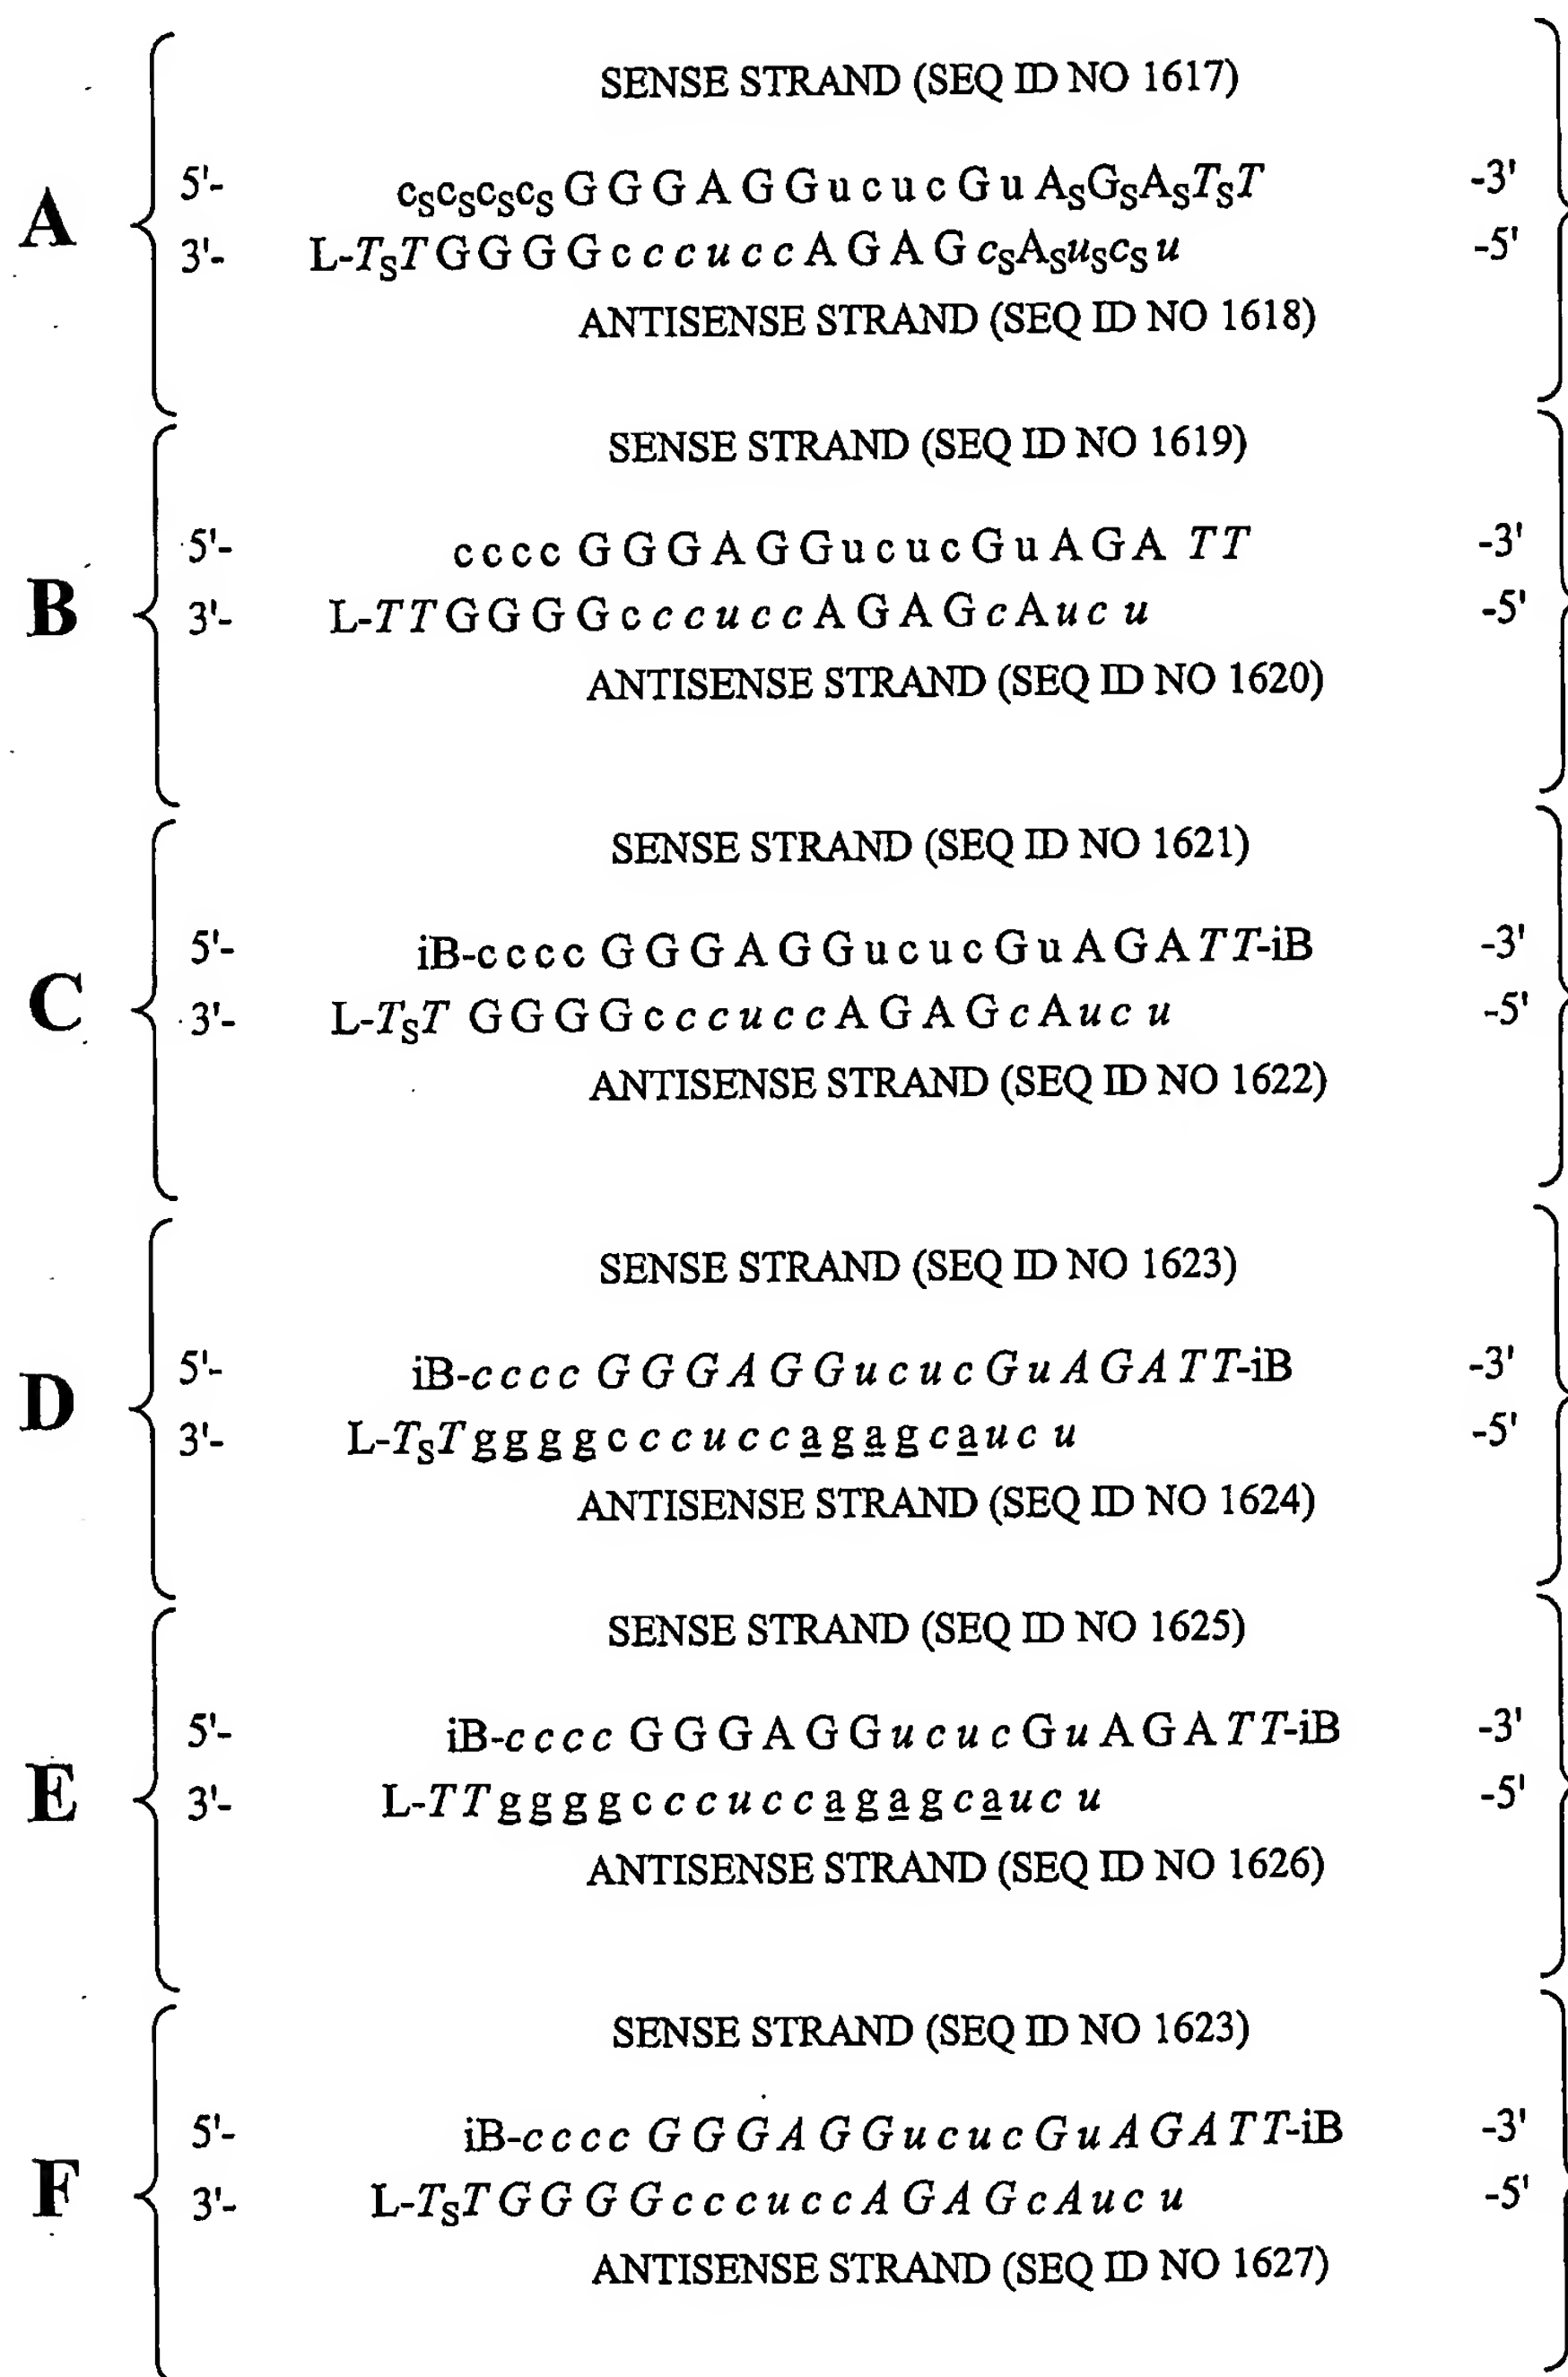 SENSE STRAND (SEQ ID NO 1617)
A
5'- cScScScS G G G A G G u c u c G u ASGSASTST -3'
3'- L-TST G G G G c c c u c c A G A G cSASuScS u -5'
ANTISENSE STRAND (SEQ ID NO 1618)
SENSE STRAND (SEQ ID NO 1619)
B
5'- c c c c G G G A G G u c u c G u A G A T T -3'
3'- L-T T G G G G c c c u c c A G A G c A u c u -5'
ANTISENSE STRAND (SEQ ID NO 1620)
SENSE STRAND (SEQ ID NO 1621)
C
5'- iB-c c c c G G G A G G u c u c G u A G A T T-iB -3'
3'- L-TST G G G G c c c u c c A G A G c A u c u -5'
ANTISENSE STRAND (SEQ ID NO 1622)
SENSE STRAND (SEQ ID NO 1623)
D
5'- iB-c c c c G G G A G G u c u c G u A G A T T-iB -3'
3'- L-TST g g g g c c c u c c a g a g c a u c u -5'
ANTISENSE STRAND (SEQ ID NO 1624)
SENSE STRAND (SEQ ID NO 1625)
E
5'- iB-c c c c G G G A G G u c u c G u A G A T T-iB -3'
3'- L-T T g g g g c c c u c c a g a g c a u c u -5'
ANTISENSE STRAND (SEQ ID NO 1626)
SENSE STRAND (SEQ ID NO 1623)
F
5'- iB-c c c c G G G A G G u c u c G u A G A T T-iB -3'
3'- L-TST G G G G c c c u c c A G A G c A u c u -5'
ANTISENSE STRAND (SEQ ID NO 1627)